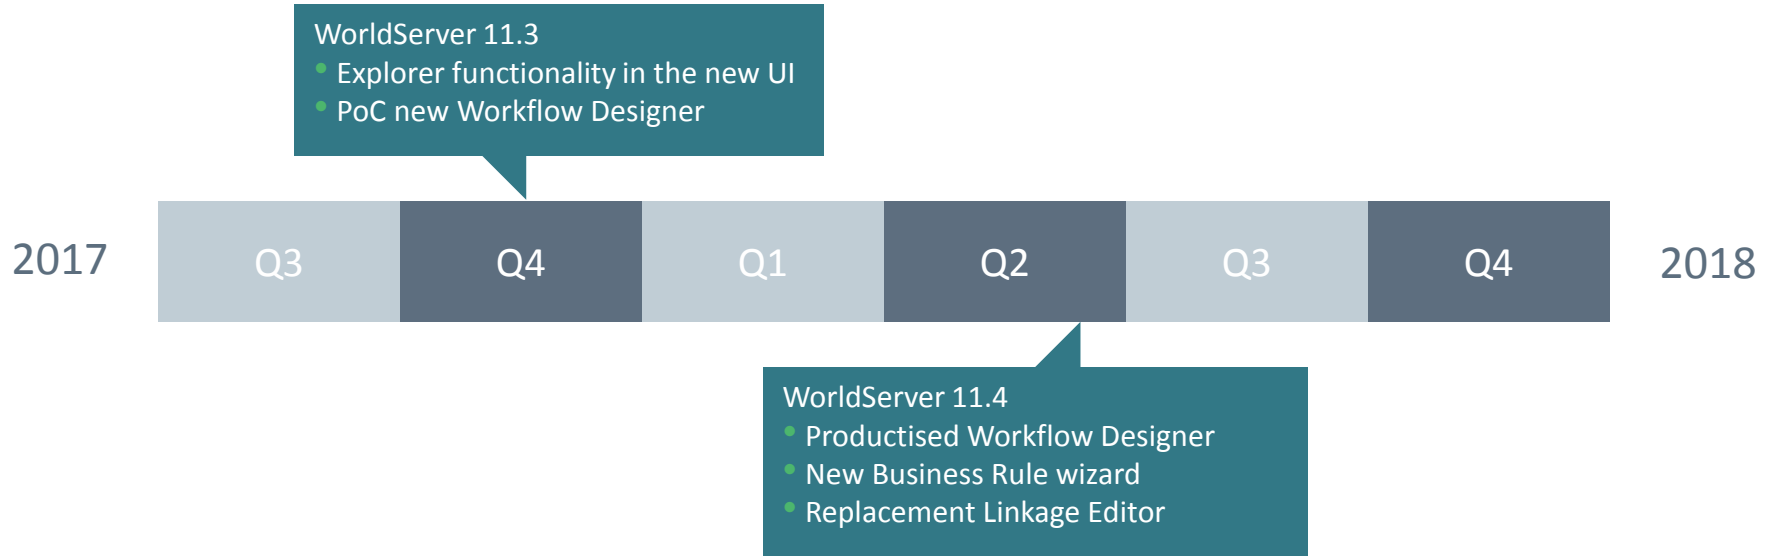 WorldServer 11.3
• Explorer functionality in the new UI
• PoC new Workflow Designer
2017 Q3 Q4 Q1 Q2 Q3 Q4 2018
WorldServer 11.4
• Productised Workflow Designer
• New Business Rule wizard
• Replacement Linkage Editor